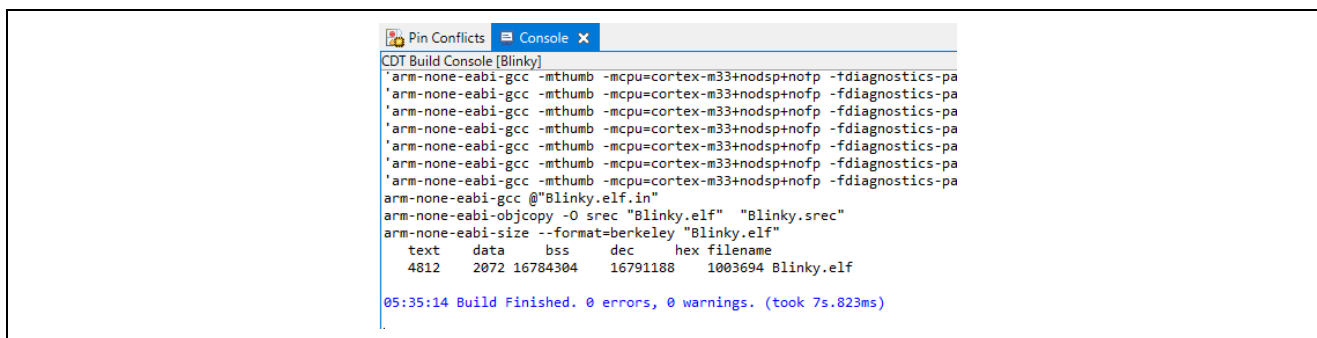 Pin Conflicts Console
CDT Build Console [Blinky]
'arm-none-eabi-gcc -mthumb -mcpu=cortex-m33+nodsp+nofp -fdiagnostics-pa
'arm-none-eabi-gcc -mthumb -mcpu=cortex-m33+nodsp+nofp -fdiagnostics-pa
'arm-none-eabi-gcc -mthumb -mcpu=cortex-m33+nodsp+nofp -fdiagnostics-pa
'arm-none-eabi-gcc -mthumb -mcpu=cortex-m33+nodsp+nofp -fdiagnostics-pa
'arm-none-eabi-gcc -mthumb -mcpu=cortex-m33+nodsp+nofp -fdiagnostics-pa
'arm-none-eabi-gcc -mthumb -mcpu=cortex-m33+nodsp+nofp -fdiagnostics-pa
'arm-none-eabi-gcc -mthumb -mcpu=cortex-m33+nodsp+nofp -fdiagnostics-pa
arm-none-eabi-gcc @"Blinky.elf.in"
arm-none-eabi-objcopy -O srec "Blinky.elf"  "Blinky.srec"
arm-none-eabi-size --format=berkeley "Blinky.elf"
text data bss dec hex filename
4812 2072 16784304 16791188 1003694 Blinky.elf
05:35:14 Build Finished. 0 errors, 0 warnings. (took 7s.823ms)